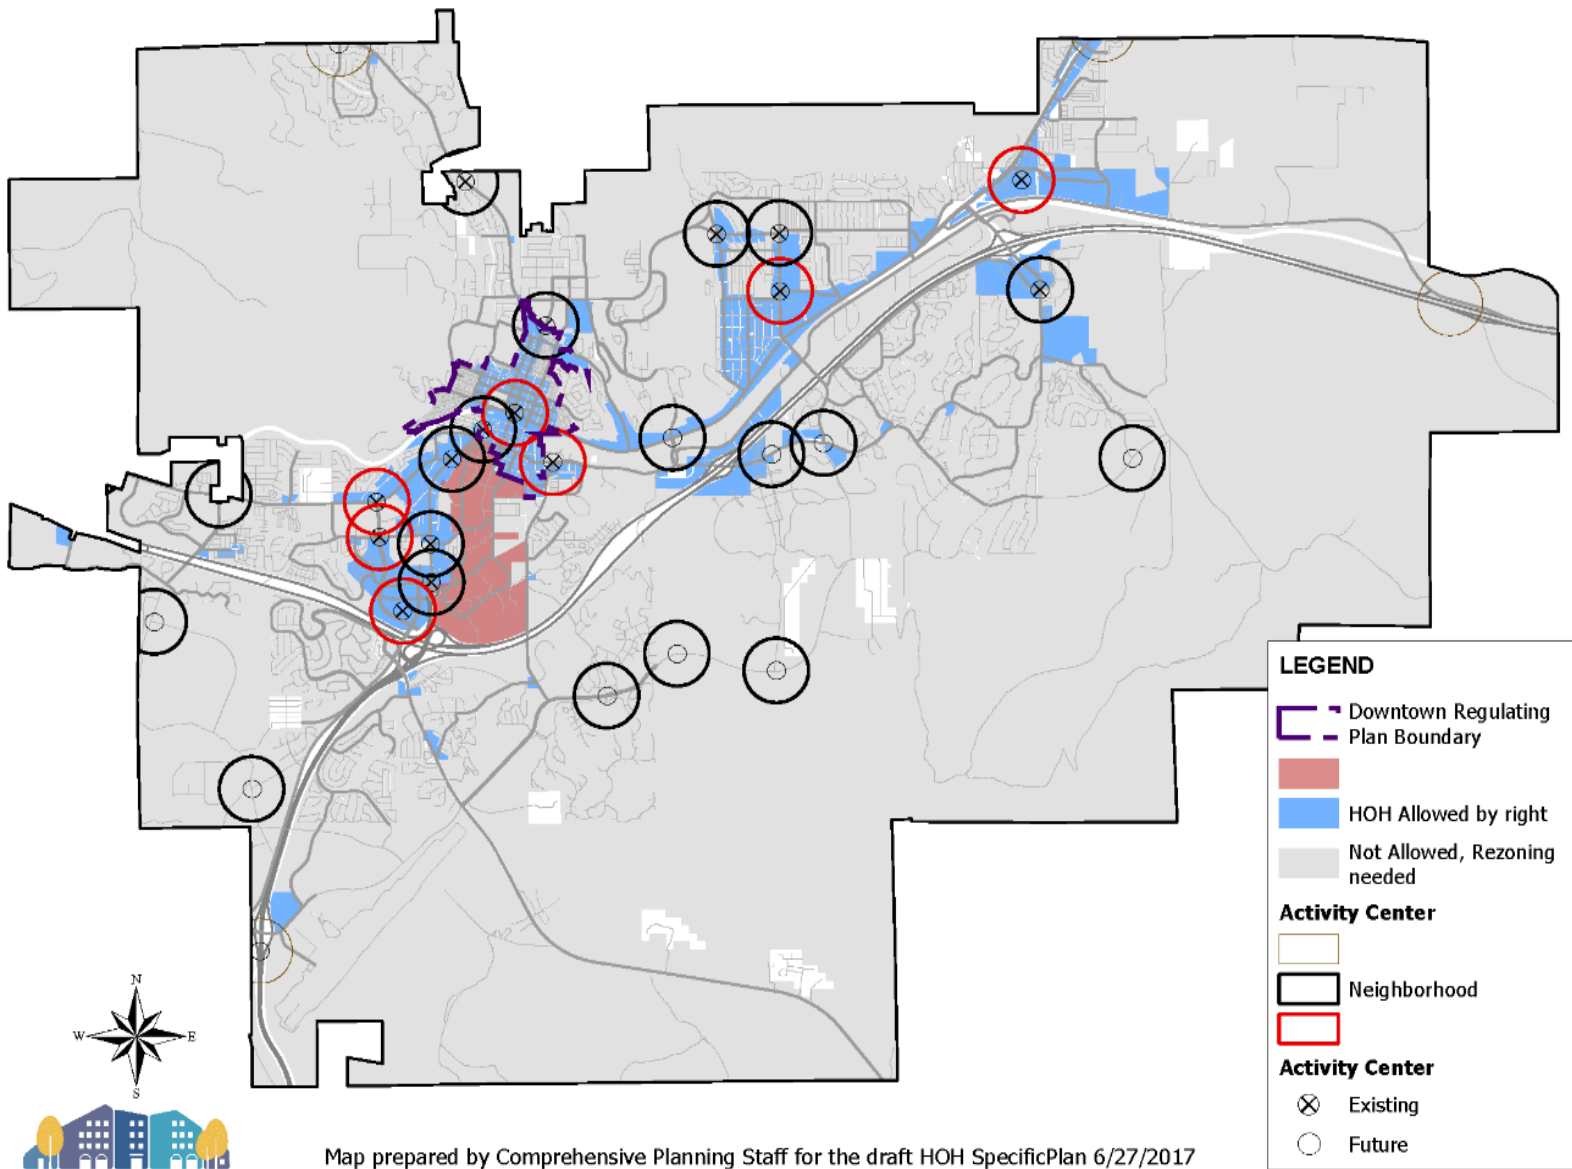 LEGEND
Downtown Regulating
Plan Boundary
HOH Allowed by right
Not Allowed, Rezoning
needed
Activity Center
Neighborhood
Activity Center
Existing
Future
N
W
E
S
Map prepared by Comprehensive Planning Staff for the draft HOH SpecificPlan 6/27/2017